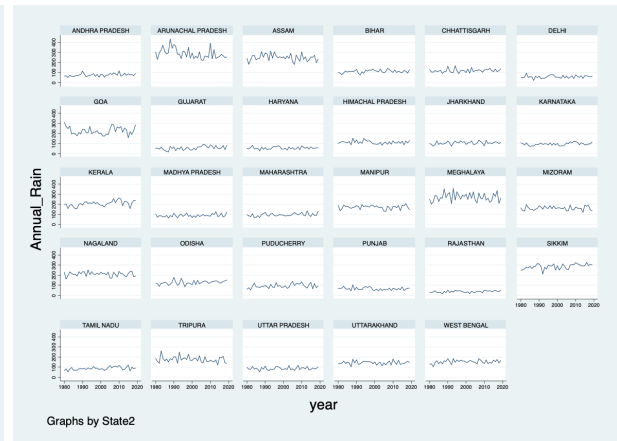 ANDHRA PRADESH ARUNACHAL PRADESH ASSAM BIHAR CHHATTISGARH DELHI
0 100 200 300 400
GOA GUJARAT HARYANA HIMACHAL PRADESH JHARKHAND KARNATAKA
0 100 200 300 400
KERALA MADHYA PRADESH MAHARASHTRA MANIPUR MEGHALAYA MIZORAM
0 100 200 300 400
Annual_Rain
NAGALAND ODISHA PUDUCHERRY PUNJAB RAJASTHAN SIKKIM
0 100 200 300 400
1980 1990 2000 2010 2020
TAMIL NADU TRIPURA UTTAR PRADESH UTTARAKHAND WEST BENGAL
0 100 200 300 400
1980 1990 2000 2010 2020 1980 1990 2000 2010 2020 1980 1990 2000 2010 2020 1980 1990 2000 2010 2020 1980 1990 2000 2010 2020
year
Graphs by State2